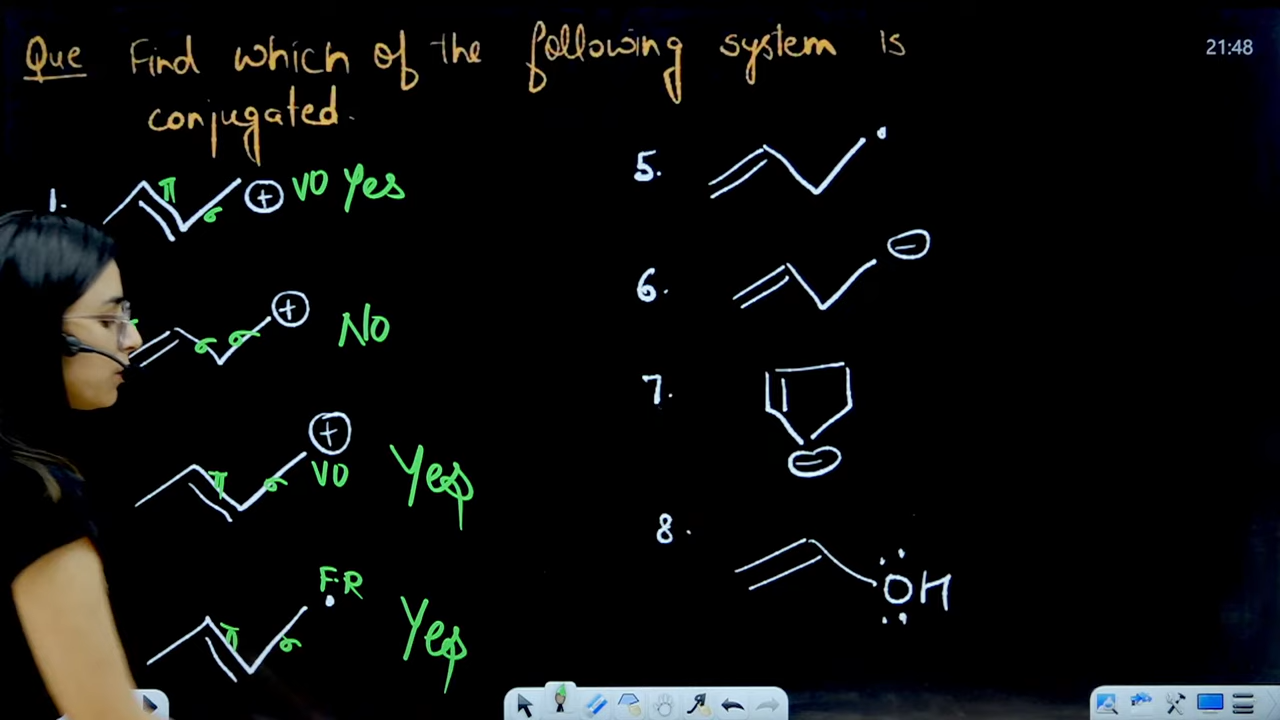 Que Find which of the following system is
conjugated.
21:48
1. π σ + VO Yes
σ σ + No
π σ + VO Yes
π σ F·R Yes
5.
6. −
7. −
8. OH